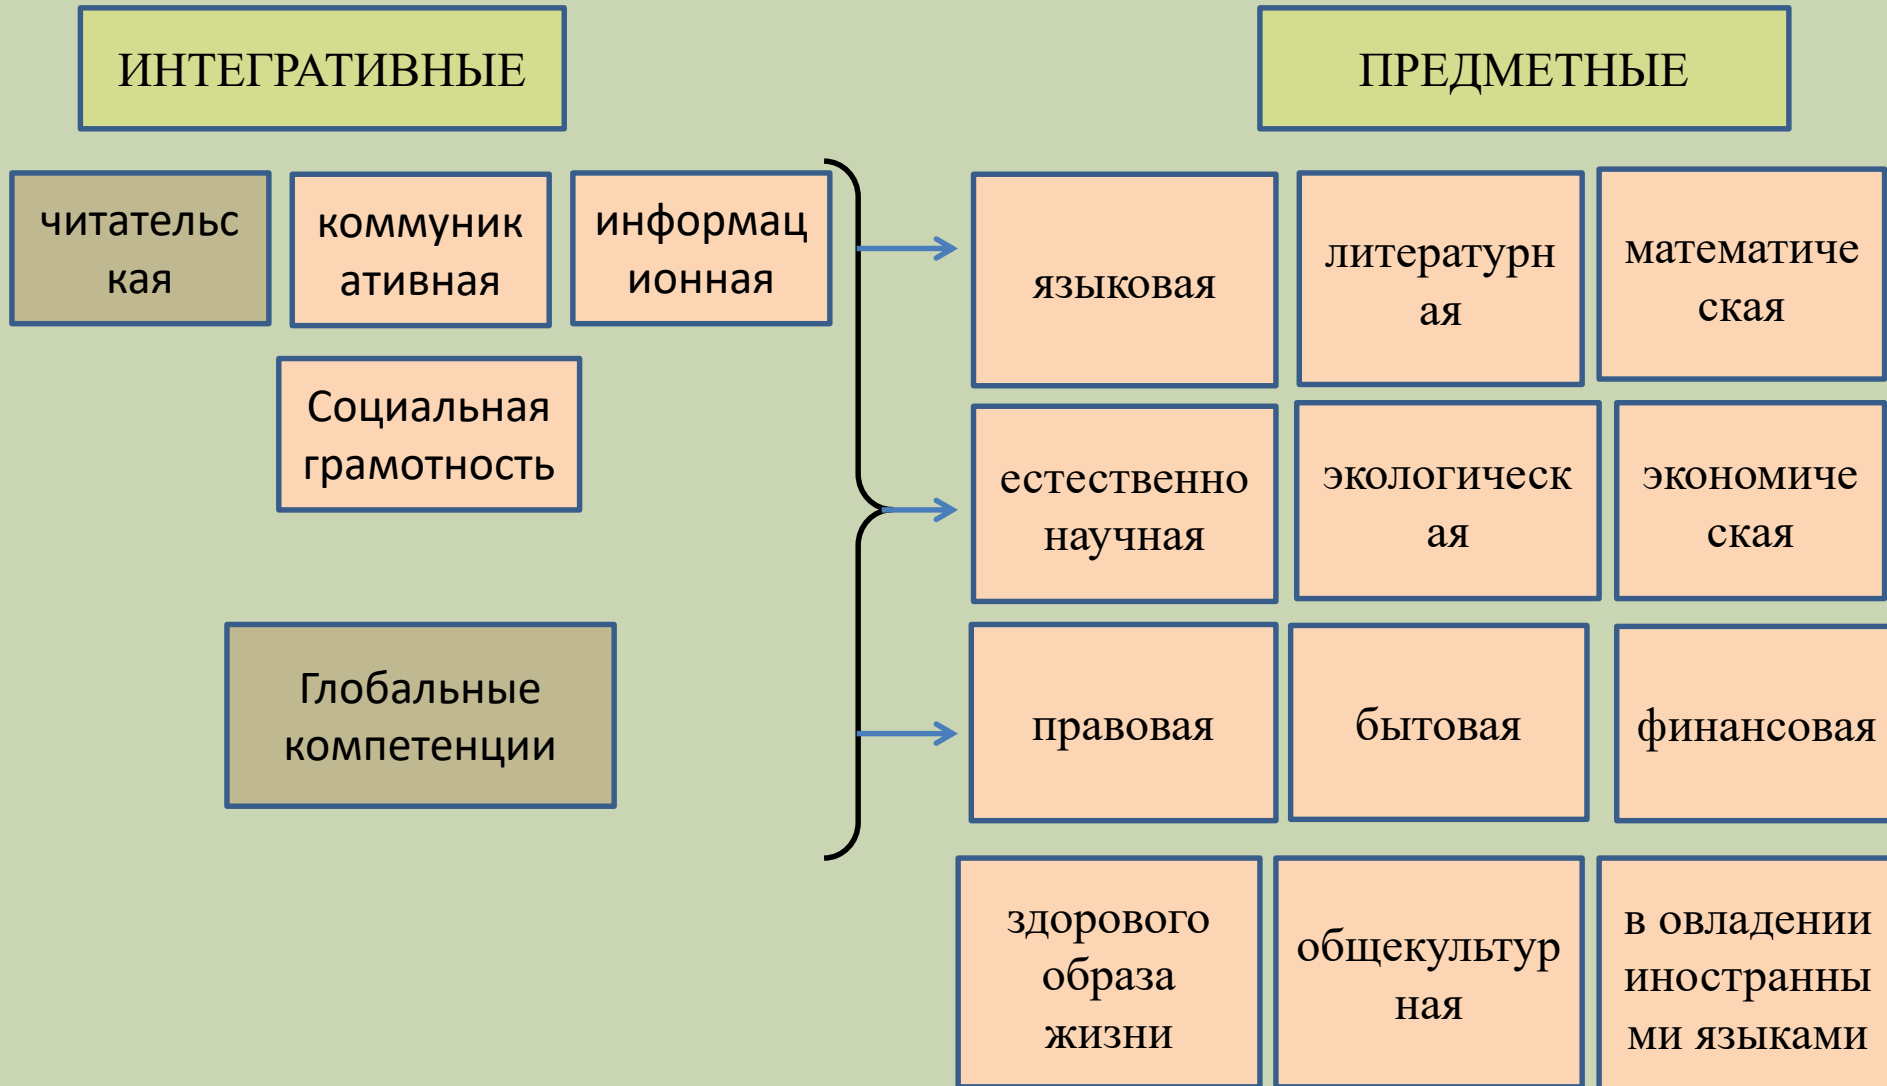 ИНТЕГРАТИВНЫЕ
ПРЕДМЕТНЫЕ
читательс
кая
коммуник
ативная
информац
ионная
Социальная
грамотность
Глобальные
компетенции
языковая
литературн
ая
математиче
ская
естественно
научная
экологическ
ая
экономиче
ская
правовая
бытовая
финансовая
здорового
образа
жизни
общекультур
ная
в овладении
иностранны
ми языками